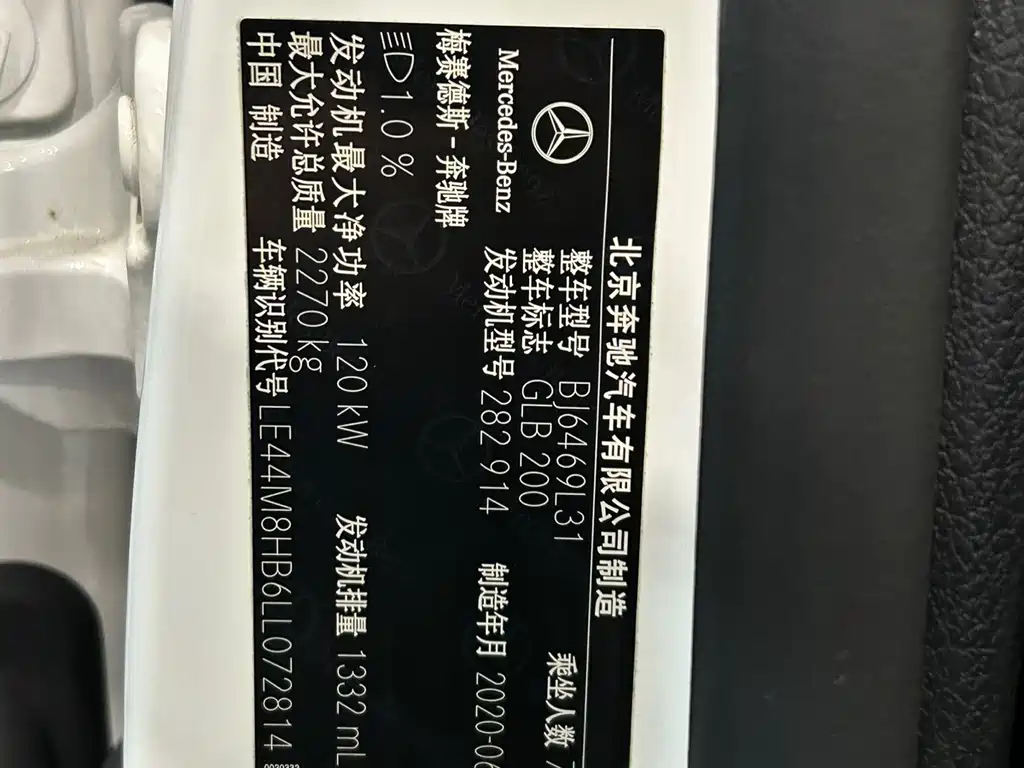 北京奔驰汽车有限公司制造
Mercedes-Benz
梅赛德斯-奔驰牌
整车型号 BJ6469L31
乘坐人数 7
整车标志 GLB 200
发动机型号 282 914
制造年月 2020-06
1.0 %
发动机最大净功率 120 kW
发动机排量 1332 mL
最大允许总质量 2270 kg
中国 制造
车辆识别代号 LE44M8HB6LL072814